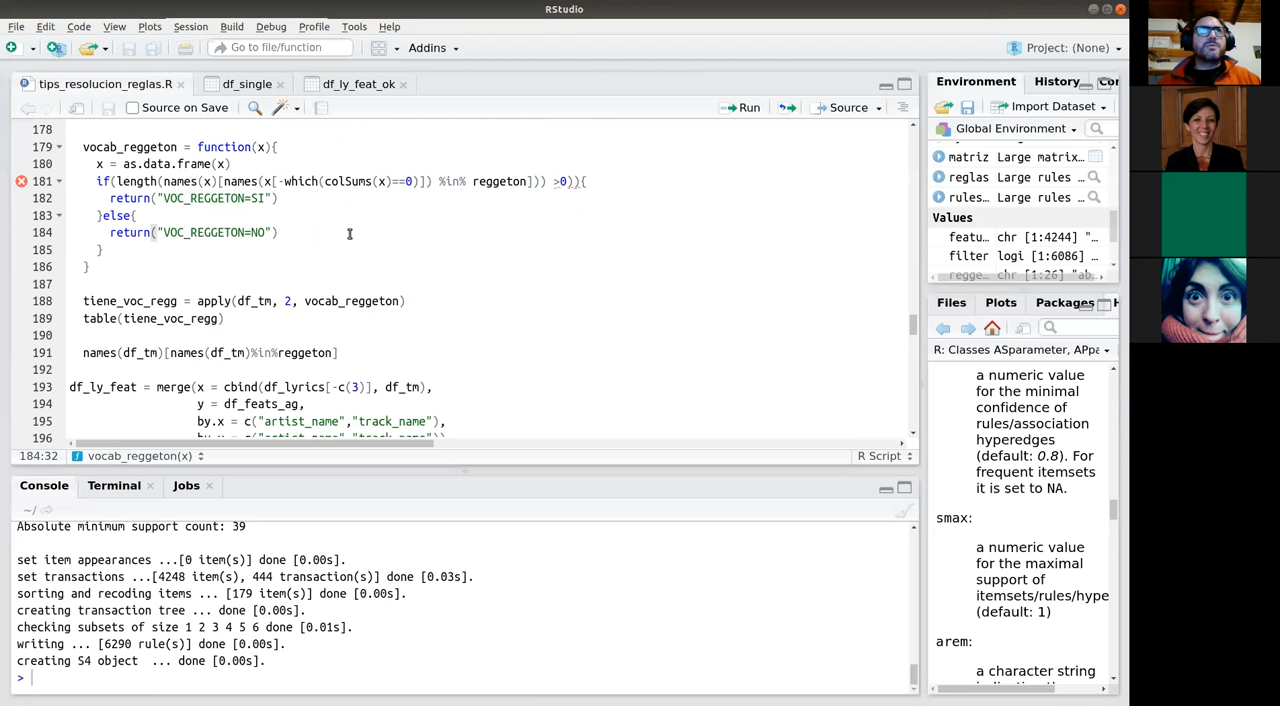 RStudio
File Edit Code View Plots Session Build Debug Profile Tools Help
Go to file/function Addins Project: (None)
tips_resolucion_reglas.R df_single df_ly_feat_ok
Source on Save Run Source
178
179 vocab_reggeton = function(x){
180 x = as.data.frame(x)
181 if(length(names(x)[names(x[-which(colSums(x)==0)]) %in% reggeton])) >0)){
182 return("VOC_REGGETON=SI")
183 }else{
184 return("VOC_REGGETON=NO")
185 }
186 }
187
188 tiene_voc_regg = apply(df_tm, 2, vocab_reggeton)
189 table(tiene_voc_regg)
190
191 names(df_tm)[names(df_tm)%in%reggeton]
192
193 df_ly_feat = merge(x = cbind(df_lyrics[-c(3)], df_tm),
194 y = df_feats_ag,
195 by.x = c("artist_name","track_name"),
196
184:32 vocab_reggeton(x) R Script
Console Terminal Jobs
~/
Absolute minimum support count: 39
set item appearances ...[0 item(s)] done [0.00s].
set transactions ...[4248 item(s), 444 transaction(s)] done [0.03s].
sorting and recoding items ... [179 item(s)] done [0.00s].
creating transaction tree ... done [0.00s].
checking subsets of size 1 2 3 4 5 6 done [0.01s].
writing ... [6290 rule(s)] done [0.00s].
creating S4 object ... done [0.00s].
>
Environment History Co
Import Dataset
Global Environment
matriz Large matrix…
reglas Large rules …
rules… Large rules …
Values
featu… chr [1:4244] "…
filter logi [1:6086] …
regge… chr [1:26] "ab…
Files Plots Packages H
R: Classes ASparameter, APpa
a numeric value
for the minimal
confidence of
rules/association
hyperedges
(default: 0.8). For
frequent itemsets
it is set to NA.
smax:
a numeric value
for the maximal
support of
itemsets/rules/hype
(default: 1)
arem:
a character string